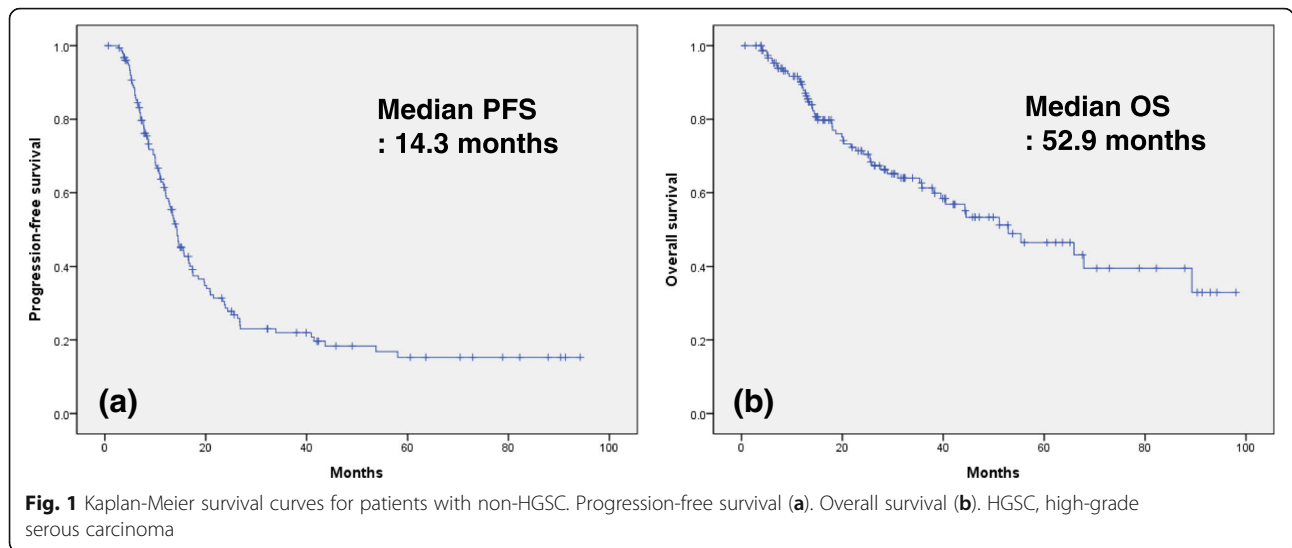 Progression-free survival
1.0
0.8
0.6
0.4
0.2
0.0
Median PFS
: 14.3 months
(a)
0
20
40
60
80
100
Months
Overall survival
1.0
0.8
0.6
0.4
0.2
0.0
Median OS
: 52.9 months
(b)
0
20
40
60
80
100
Months
Fig. 1 Kaplan-Meier survival curves for patients with non-HGSC. Progression-free survival (a). Overall survival (b). HGSC, high-grade
serous carcinoma